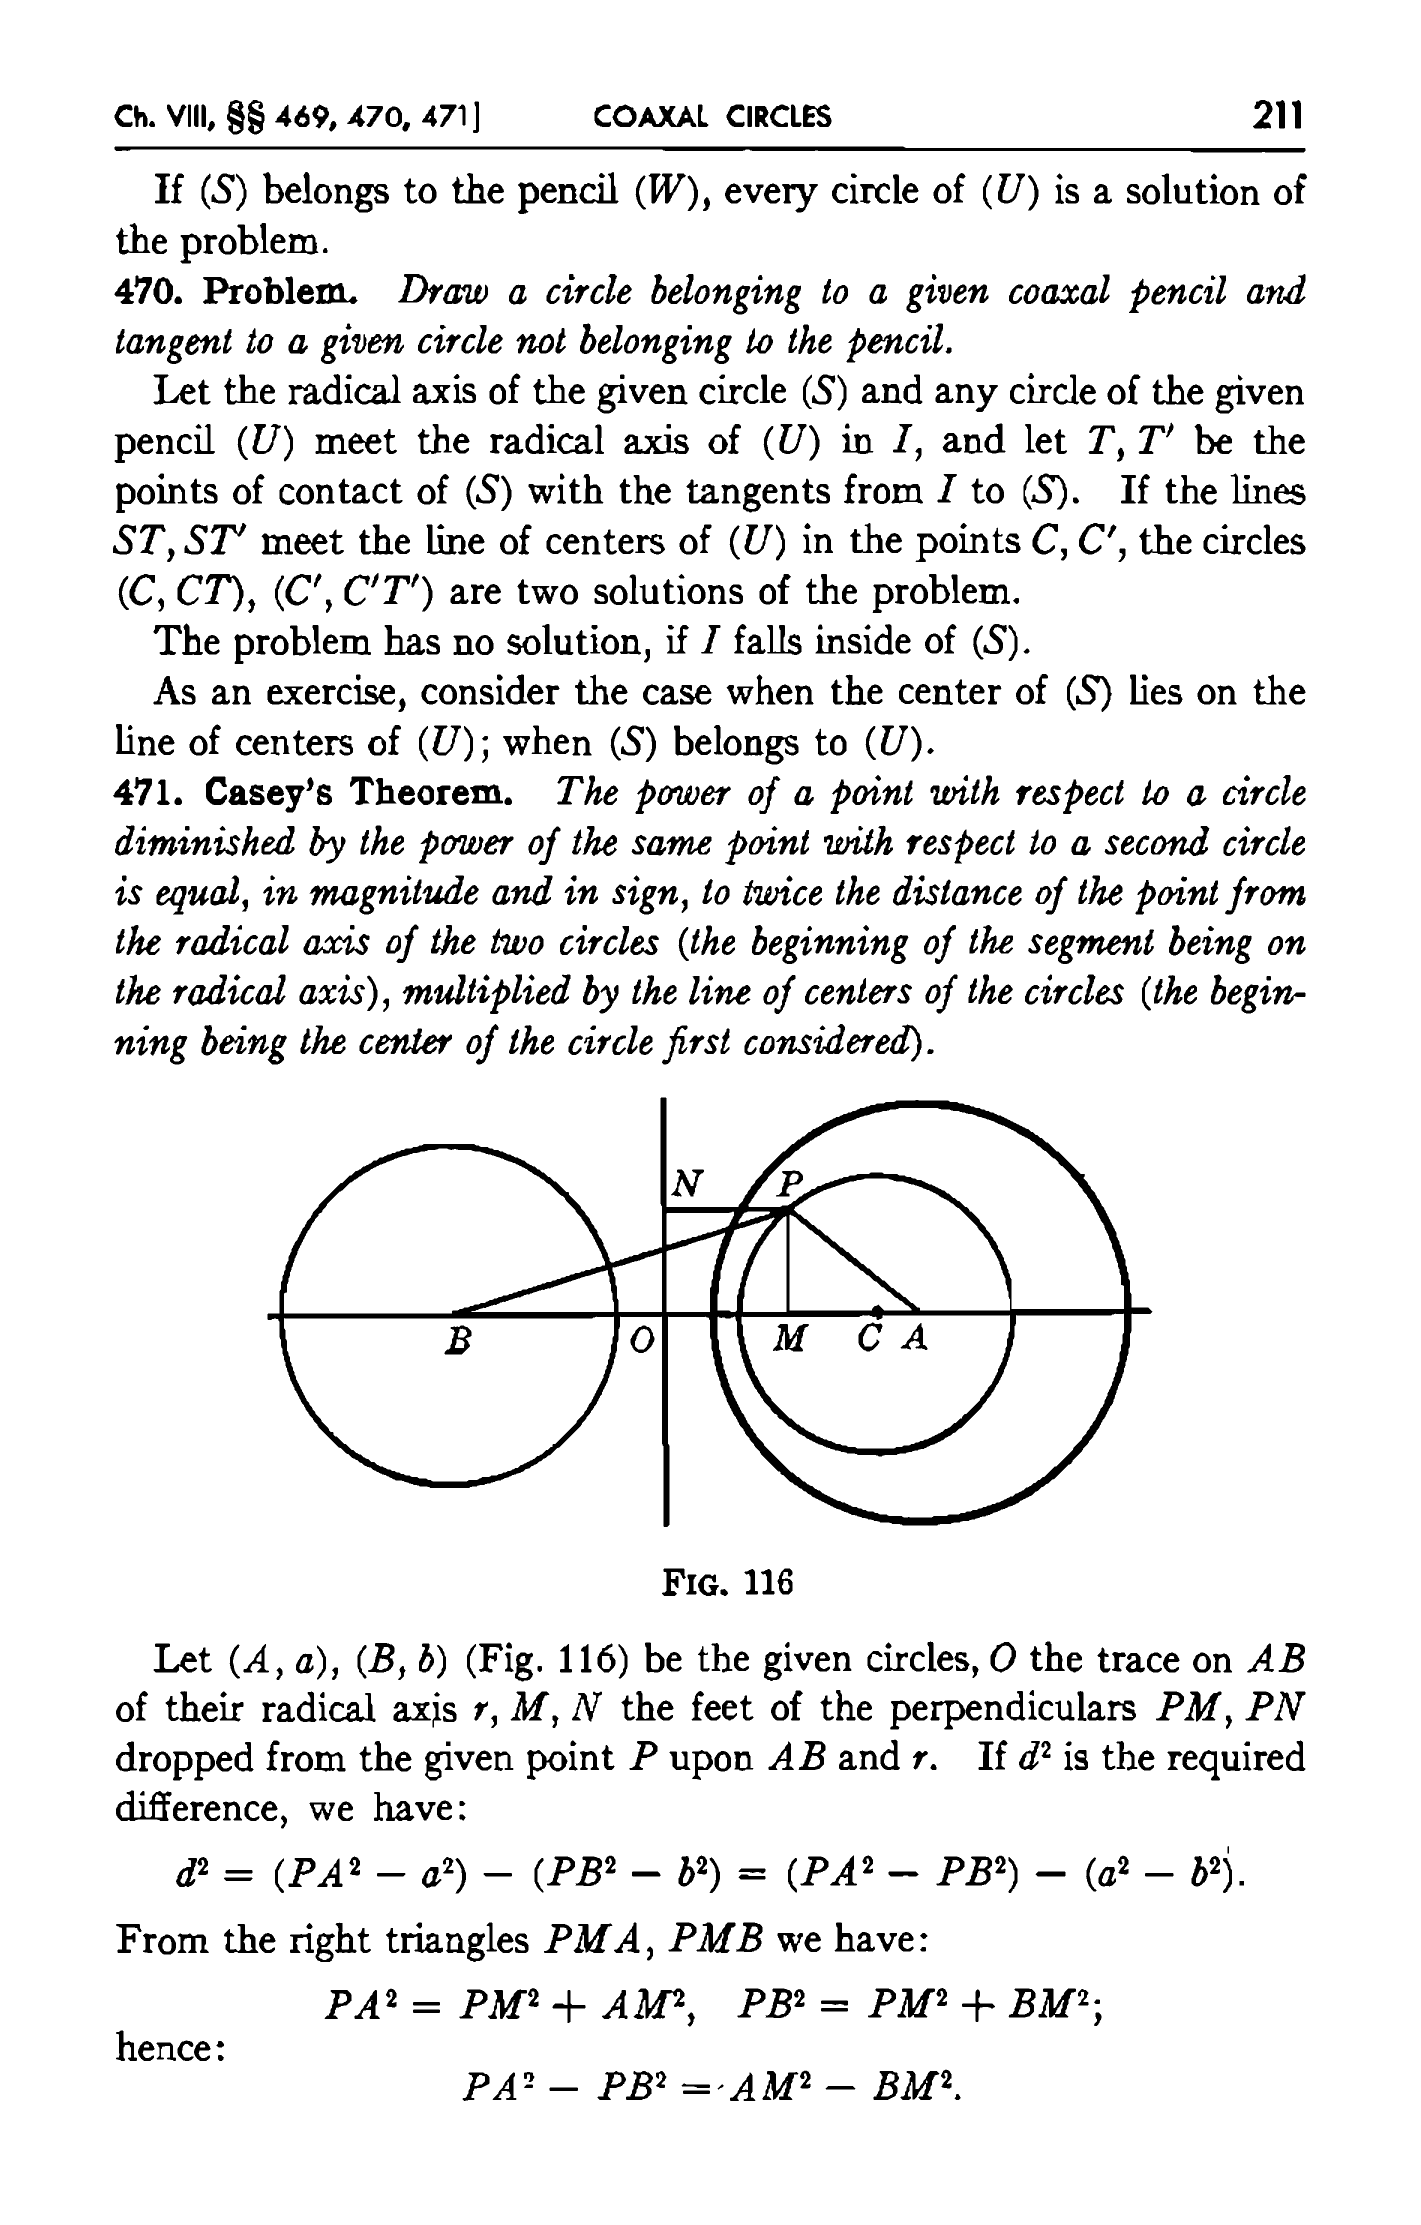 Ch. VIII, §§ 469, 470, 471] COAXAL CIRCLES 211
If (S) belongs to the pencil (W), every circle of (U) is a solution of
the problem.
470. Problem. Draw a circle belonging to a given coaxal pencil and
tangent to a given circle not belonging to the pencil.
Let the radical axis of the given circle (S) and any circle of the given
pencil (U) meet the radical axis of (U) in I, and let T, T' be the
points of contact of (S) with the tangents from I to (S). If the lines
ST, ST' meet the line of centers of (U) in the points C, C', the circles
(C, CT), (C', C'T') are two solutions of the problem.
The problem has no solution, if I falls inside of (S).
As an exercise, consider the case when the center of (S) lies on the
line of centers of (U); when (S) belongs to (U).
471. Casey's Theorem. The power of a point with respect to a circle
diminished by the power of the same point with respect to a second circle
is equal, in magnitude and in sign, to twice the distance of the point from
the radical axis of the two circles (the beginning of the segment being on
the radical axis), multiplied by the line of centers of the circles (the begin-
ning being the center of the circle first considered).
N P
B O M C A
FIG. 116
Let (A, a), (B, b) (Fig. 116) be the given circles, O the trace on AB
of their radical axis r, M, N the feet of the perpendiculars PM, PN
dropped from the given point P upon AB and r. If d² is the required
difference, we have:
d² = (PA² − a²) − (PB² − b²) = (PA² − PB²) − (a² − b²).
From the right triangles PMA, PMB we have:
PA² = PM² + AM², PB² = PM² + BM²;
hence:
PA² − PB² = AM² − BM².